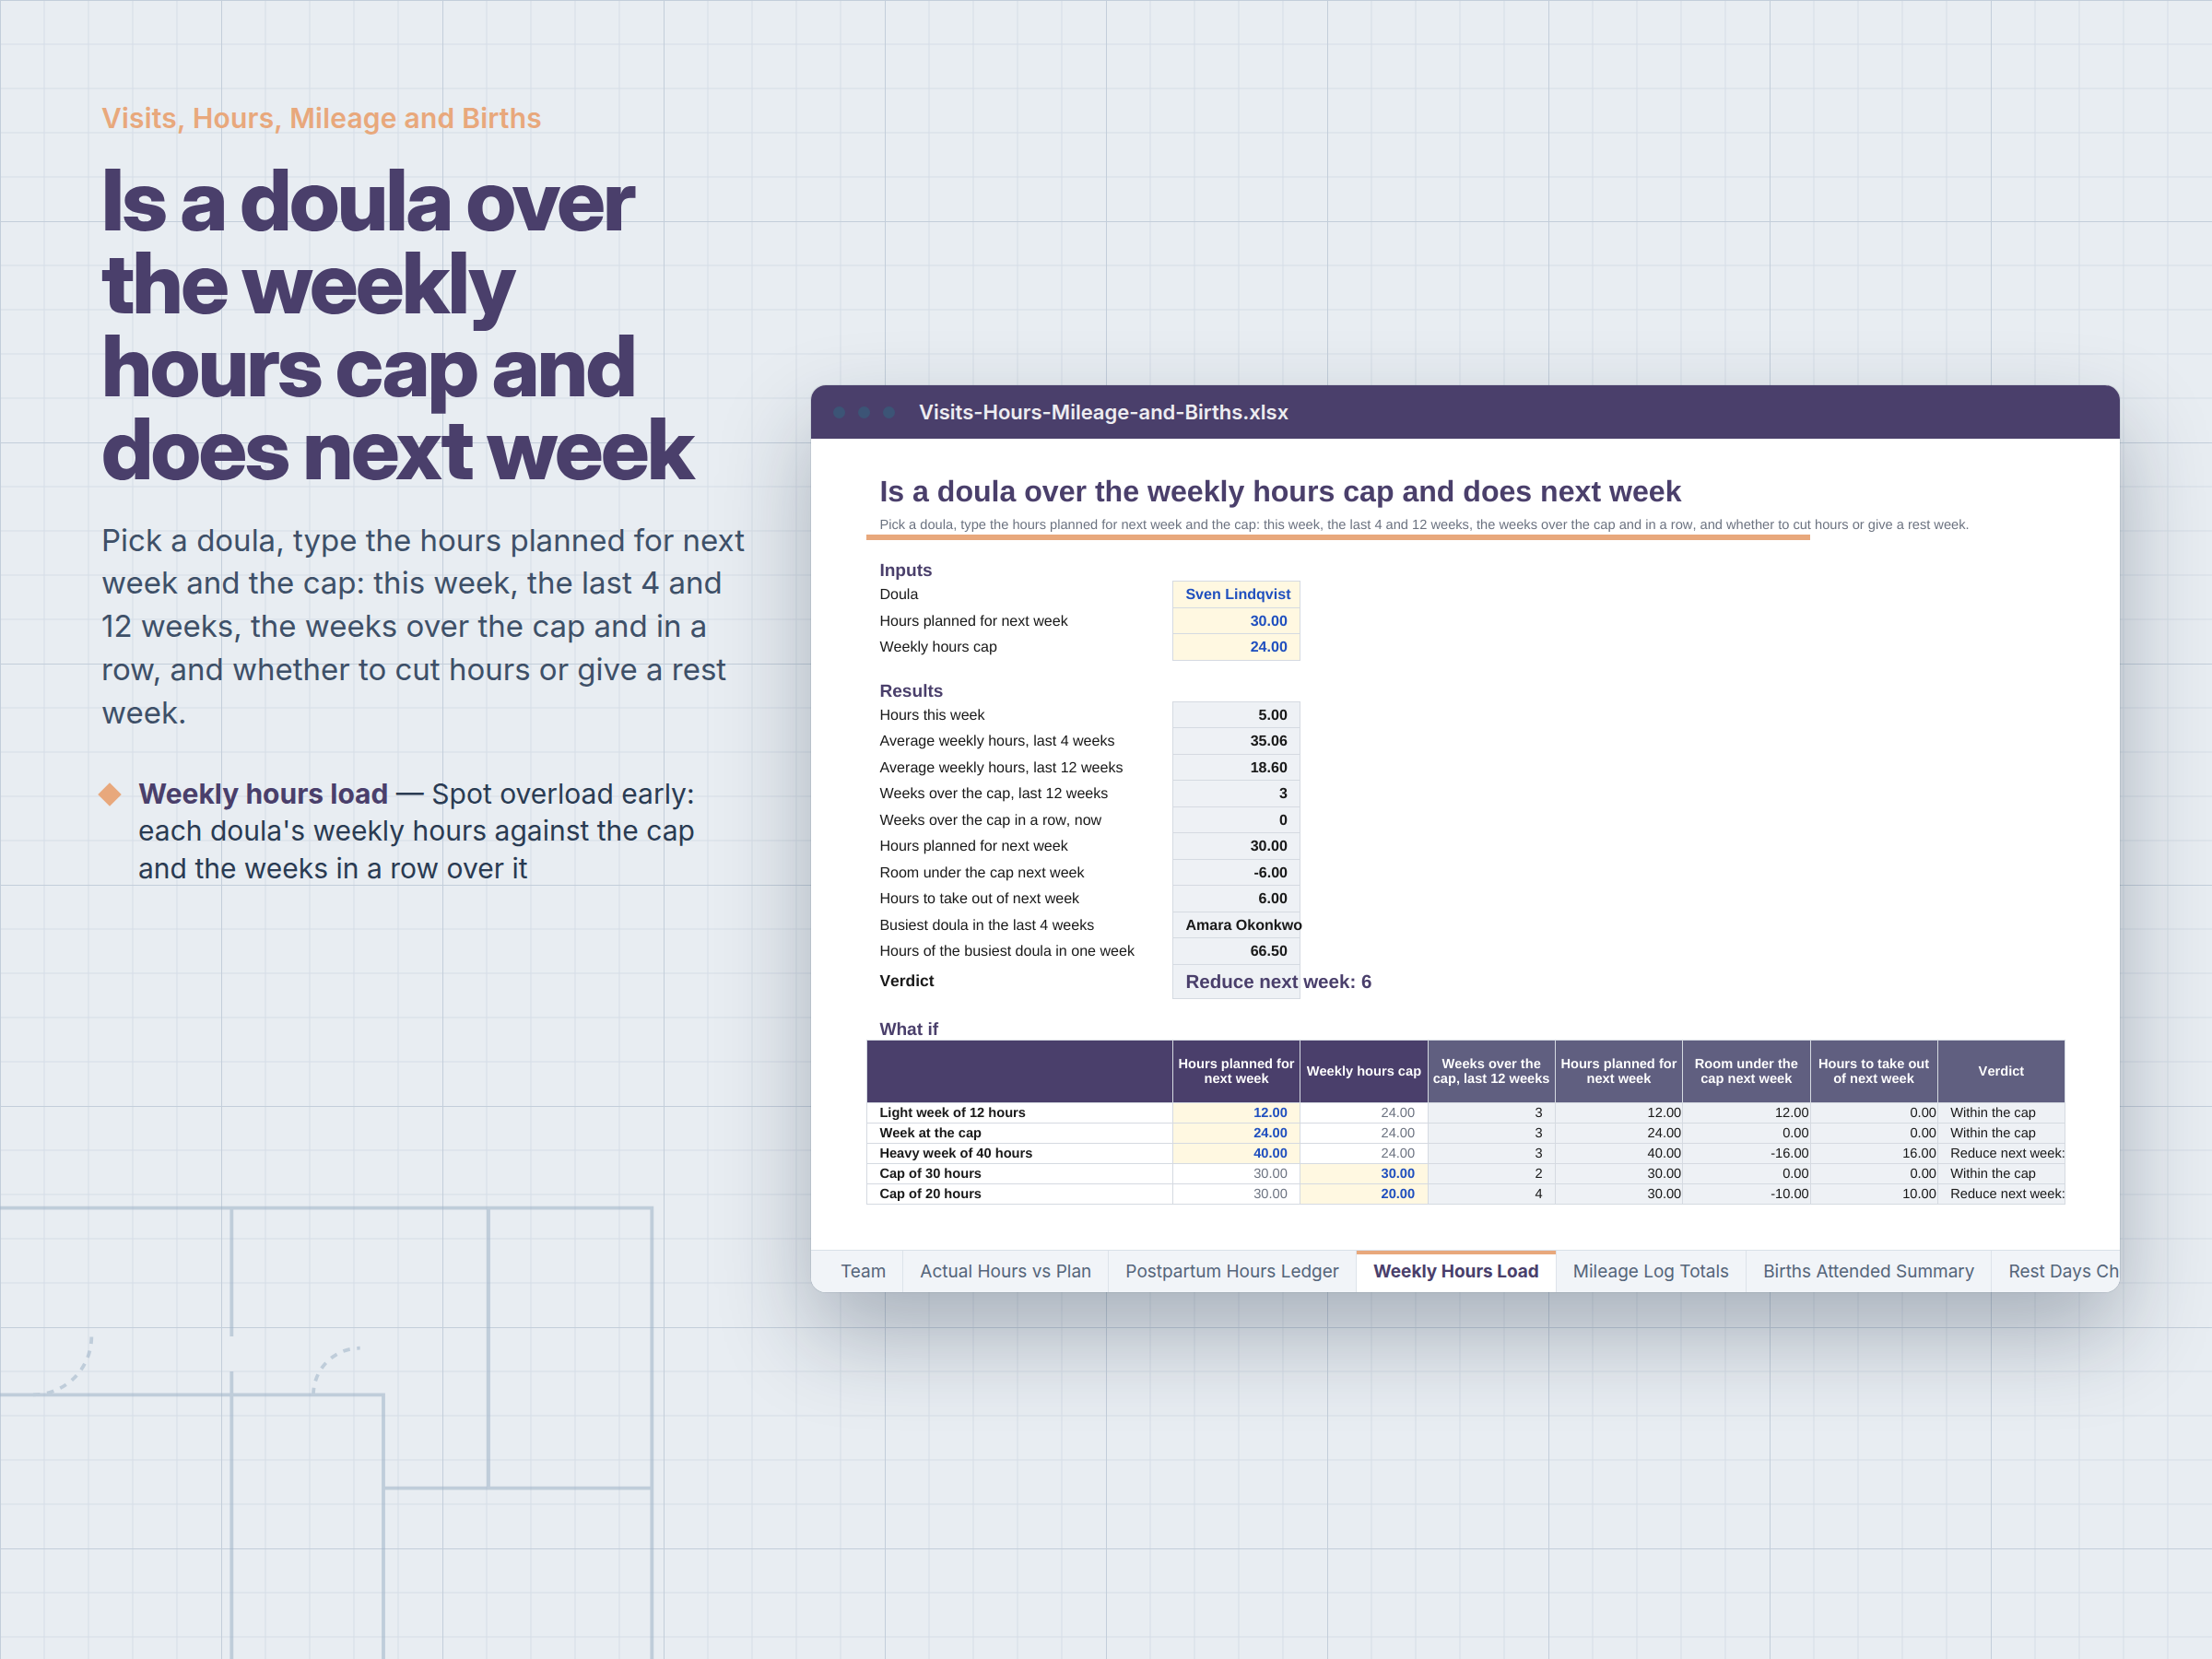 Visits, Hours, Mileage and Births
Is a doula over
the weekly
hours cap and
does next week
Pick a doula, type the hours planned for next
week and the cap: this week, the last 4 and
12 weeks, the weeks over the cap and in a
row, and whether to cut hours or give a rest
week.
Weekly hours load — Spot overload early:
each doula's weekly hours against the cap
and the weeks in a row over it
Visits-Hours-Mileage-and-Births.xlsx
Is a doula over the weekly hours cap and does next week
Pick a doula, type the hours planned for next week and the cap: this week, the last 4 and 12 weeks, the weeks over the cap and in a row, and whether to cut hours or give a rest week.
Inputs
Doula Sven Lindqvist
Hours planned for next week 30.00
Weekly hours cap 24.00
Results
Hours this week 5.00
Average weekly hours, last 4 weeks 35.06
Average weekly hours, last 12 weeks 18.60
Weeks over the cap, last 12 weeks 3
Weeks over the cap in a row, now 0
Hours planned for next week 30.00
Room under the cap next week -6.00
Hours to take out of next week 6.00
Busiest doula in the last 4 weeks Amara Okonkwo
Hours of the busiest doula in one week 66.50
Verdict Reduce next week: 6
What if
Hours planned for next week Weekly hours cap Weeks over the cap, last 12 weeks Hours planned for next week Room under the cap next week Hours to take out of next week Verdict
Light week of 12 hours 12.00 24.00 3 12.00 12.00 0.00 Within the cap
Week at the cap 24.00 24.00 3 24.00 0.00 0.00 Within the cap
Heavy week of 40 hours 40.00 24.00 3 40.00 -16.00 16.00 Reduce next week:
Cap of 30 hours 30.00 30.00 2 30.00 0.00 0.00 Within the cap
Cap of 20 hours 30.00 20.00 4 30.00 -10.00 10.00 Reduce next week:
Team Actual Hours vs Plan Postpartum Hours Ledger Weekly Hours Load Mileage Log Totals Births Attended Summary Rest Days Ch